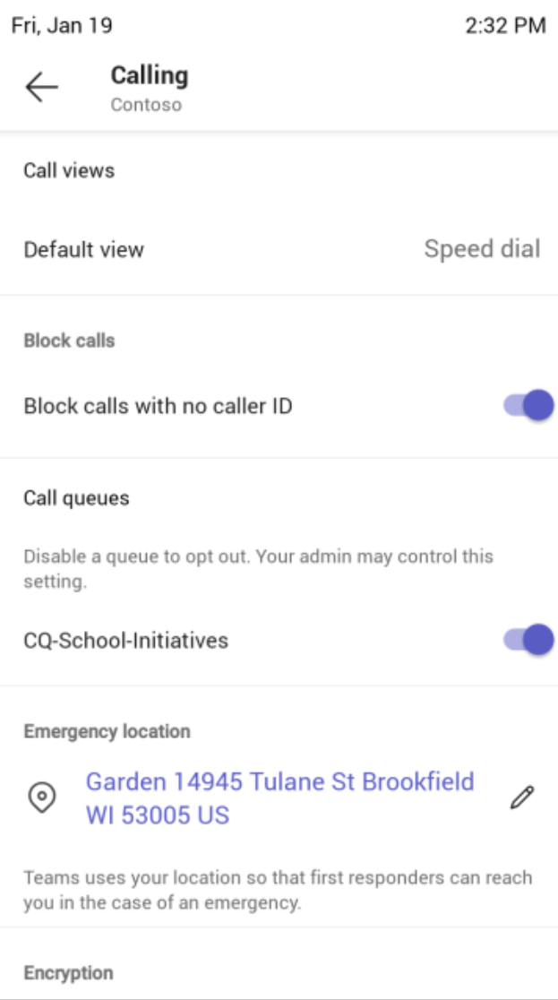 Fri, Jan 19
2:32 PM
Calling
Contoso
Call views
Default view
Speed dial
Block calls
Block calls with no caller ID
Call queues
Disable a queue to opt out. Your admin may control this
setting.
CQ-School-Initiatives
Emergency location
Garden 14945 Tulane St Brookfield
WI 53005 US
Teams uses your location so that first responders can reach
you in the case of an emergency.
Encryption